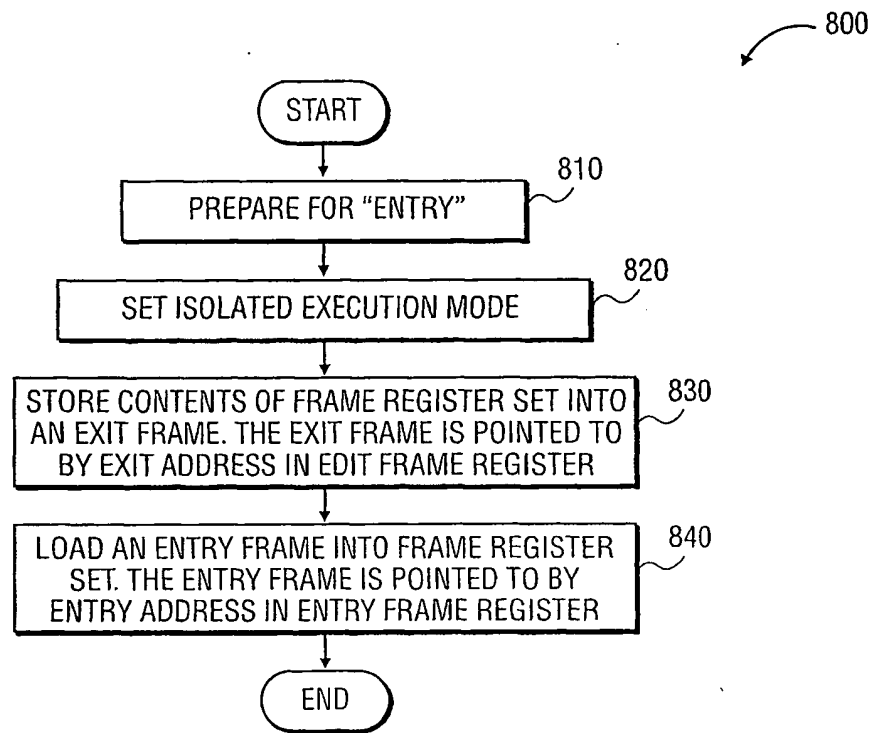 800
START
810
PREPARE FOR “ENTRY”
820
SET ISOLATED EXECUTION MODE
830
STORE CONTENTS OF FRAME REGISTER SET INTO
AN EXIT FRAME. THE EXIT FRAME IS POINTED TO
BY EXIT ADDRESS IN EDIT FRAME REGISTER
840
LOAD AN ENTRY FRAME INTO FRAME REGISTER
SET. THE ENTRY FRAME IS POINTED TO BY
ENTRY ADDRESS IN ENTRY FRAME REGISTER
END